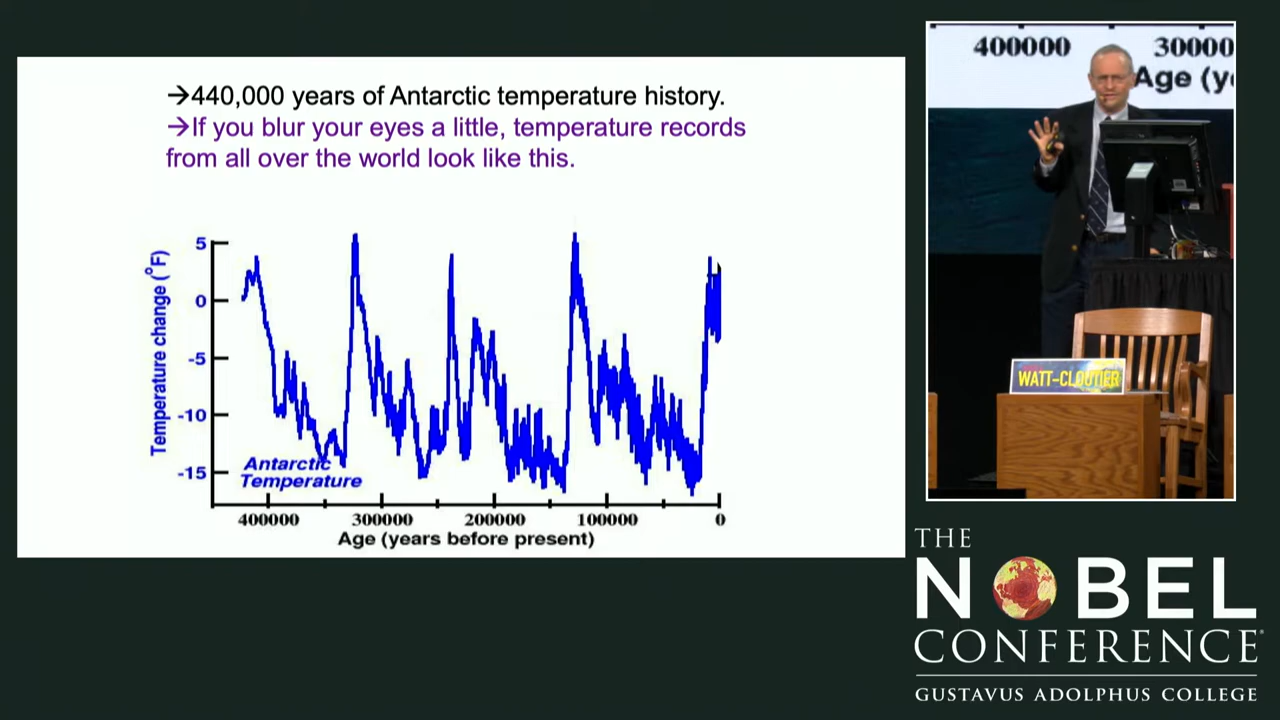 →440,000 years of Antarctic temperature history.
→If you blur your eyes a little, temperature records
from all over the world look like this.
Temperature change (°F)
5
0
-5
-10
-15
Antarctic
Temperature
400000
300000
200000
100000
0
Age (years before present)
400000
30000
Age (ye
WATT-CLOUTIER
THE
NOBEL
CONFERENCE®
GUSTAVUS ADOLPHUS COLLEGE